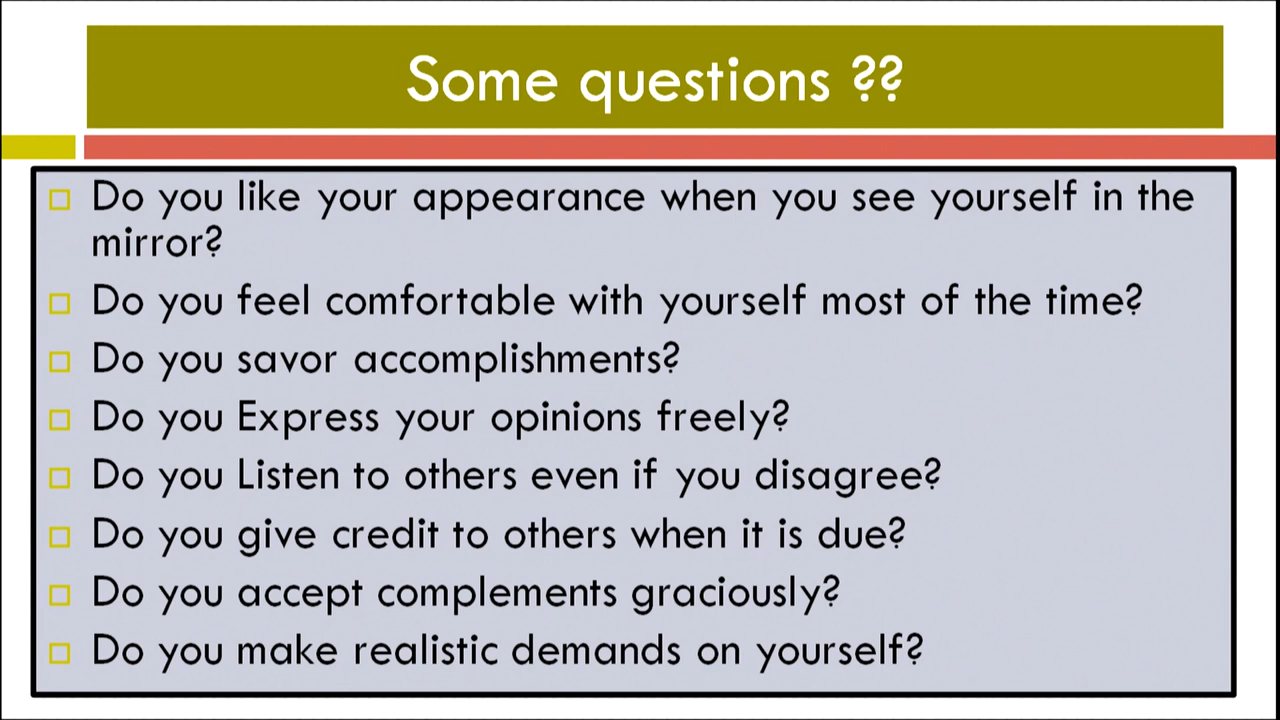 Some questions ??
Do you like your appearance when you see yourself in the
mirror?
Do you feel comfortable with yourself most of the time?
Do you savor accomplishments?
Do you Express your opinions freely?
Do you Listen to others even if you disagree?
Do you give credit to others when it is due?
Do you accept complements graciously?
Do you make realistic demands on yourself?